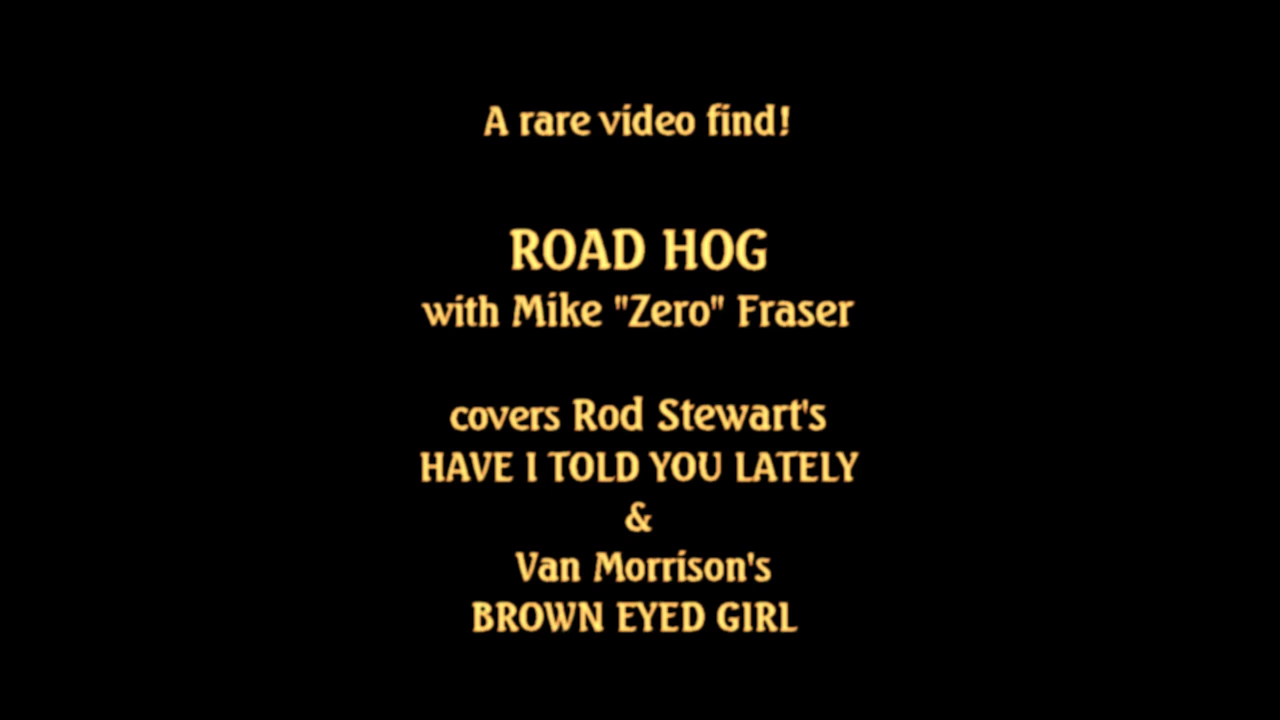 A rare video find!
ROAD HOG
with Mike "Zero" Fraser
covers Rod Stewart's
HAVE I TOLD YOU LATELY
&
Van Morrison's
BROWN EYED GIRL